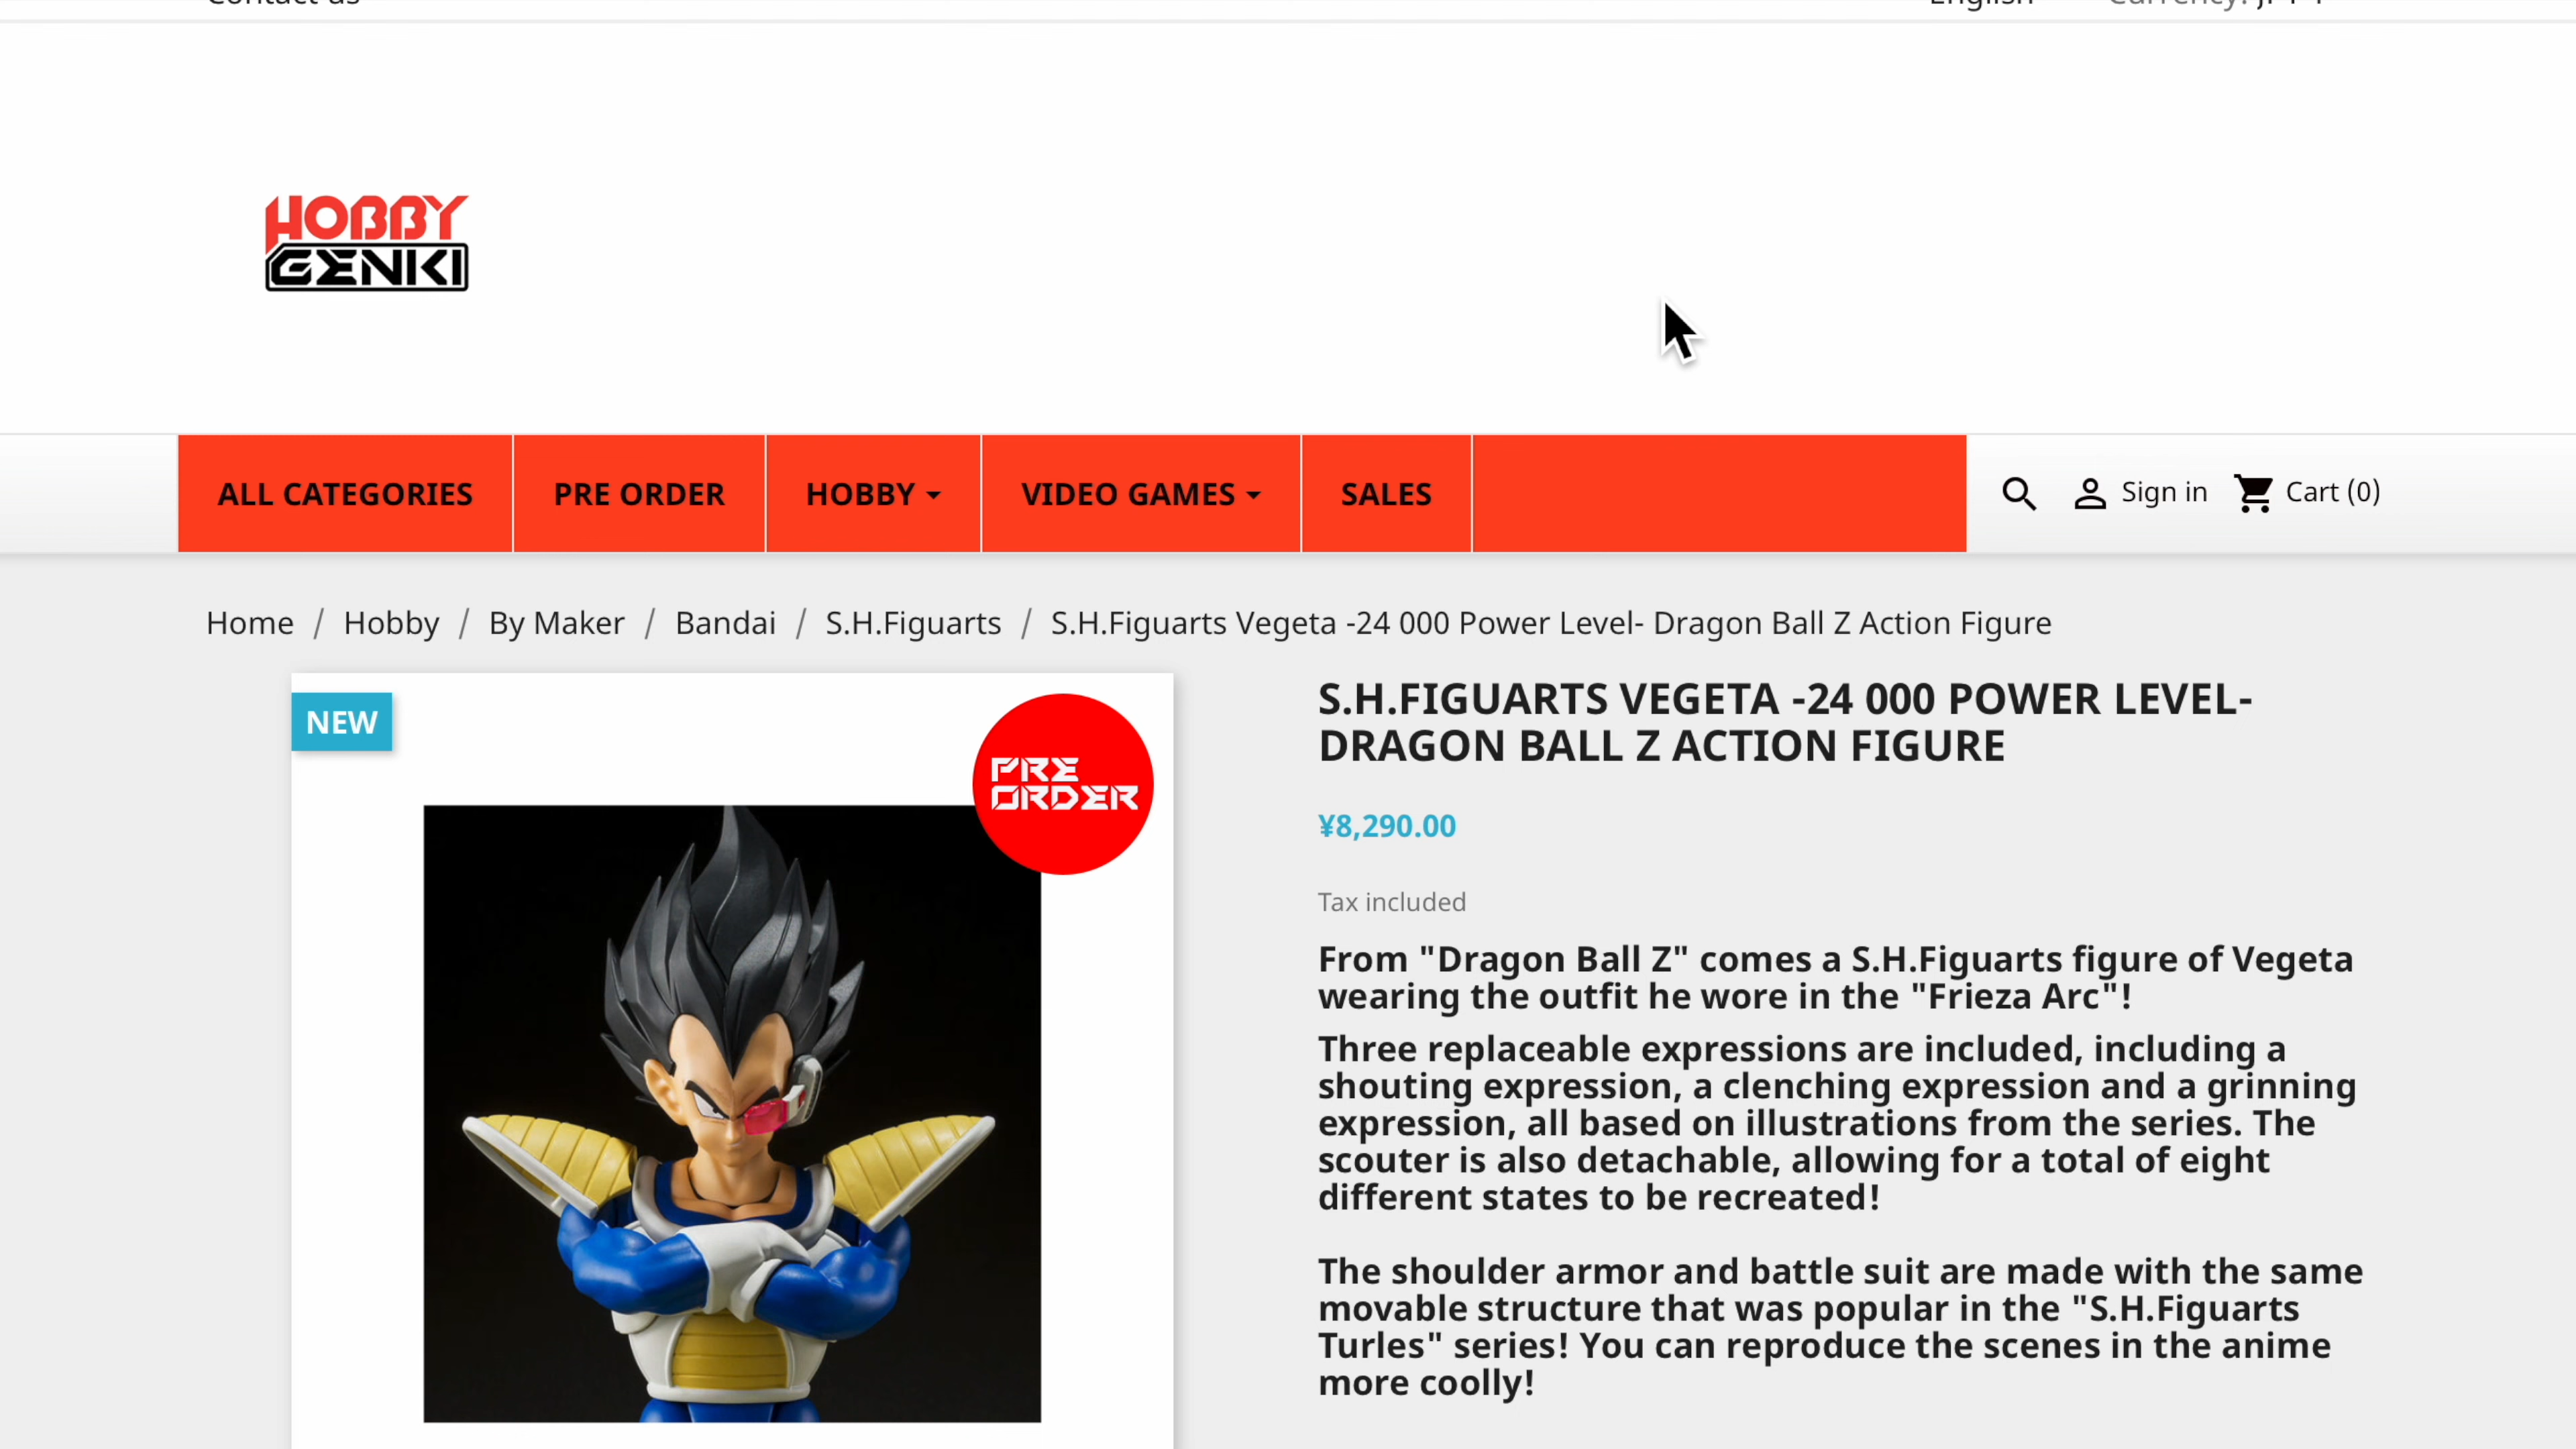 Contact us
English
Currency: JPY ¥
HOBBY
GENKI
ALL CATEGORIES
PRE ORDER
HOBBY
VIDEO GAMES
SALES
Sign in
Cart (0)
Home / Hobby / By Maker / Bandai / S.H.Figuarts / S.H.Figuarts Vegeta -24 000 Power Level- Dragon Ball Z Action Figure
NEW
PRE
ORDER
S.H.FIGUARTS VEGETA -24 000 POWER LEVEL-
DRAGON BALL Z ACTION FIGURE
¥8,290.00
Tax included
From "Dragon Ball Z" comes a S.H.Figuarts figure of Vegeta
wearing the outfit he wore in the "Frieza Arc"!
Three replaceable expressions are included, including a
shouting expression, a clenching expression and a grinning
expression, all based on illustrations from the series. The
scouter is also detachable, allowing for a total of eight
different states to be recreated!
The shoulder armor and battle suit are made with the same
movable structure that was popular in the "S.H.Figuarts
Turles" series! You can reproduce the scenes in the anime
more coolly!